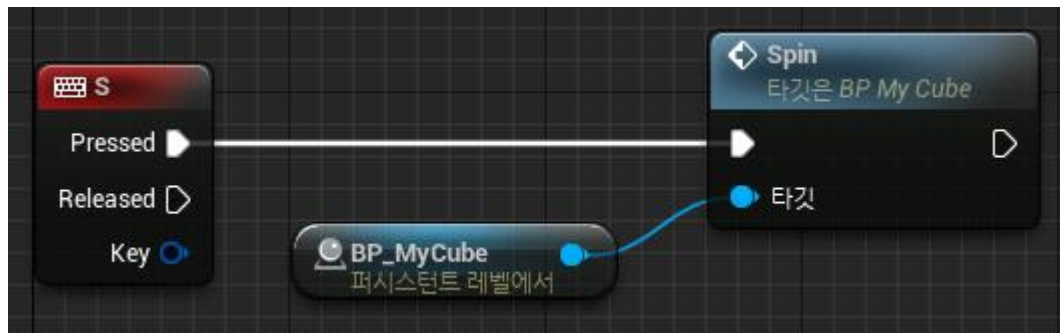 S
Pressed
Released
Key
BP_MyCube
퍼시스턴트 레벨에서
Spin
타깃은 BP My Cube
타깃